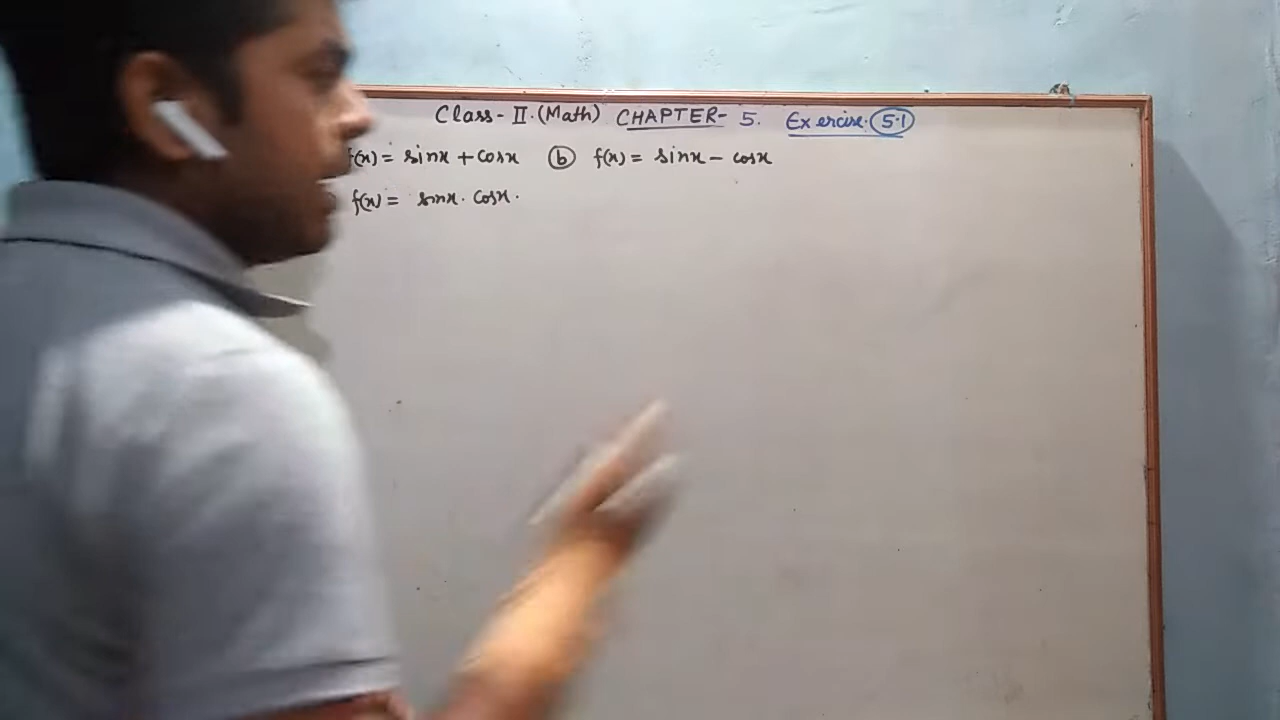 Class- II. (Math) CHAPTER- 5. Exercise. 5.1
f(x) = sinx + cosx (b) f(x) = sinx - cosx
f(x) = sinx. cosx.